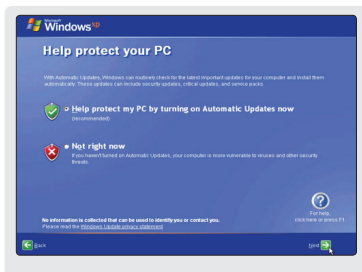 Microsoft
Windows xp
Help protect your PC
With Automatic Updates, Windows can routinely check for the latest important updates for your computer and install them
automatically. These updates can include security updates, critical updates, and service packs.
Help protect my PC by turning on Automatic Updates now
(recommended)
Not right now
If you haven't turned on Automatic Updates, your computer is more vulnerable to viruses and other security
threats.
For help,
click here or press F1.
No information is collected that can be used to identify you or contact you.
Please read the Windows Update privacy statement
Back
Next